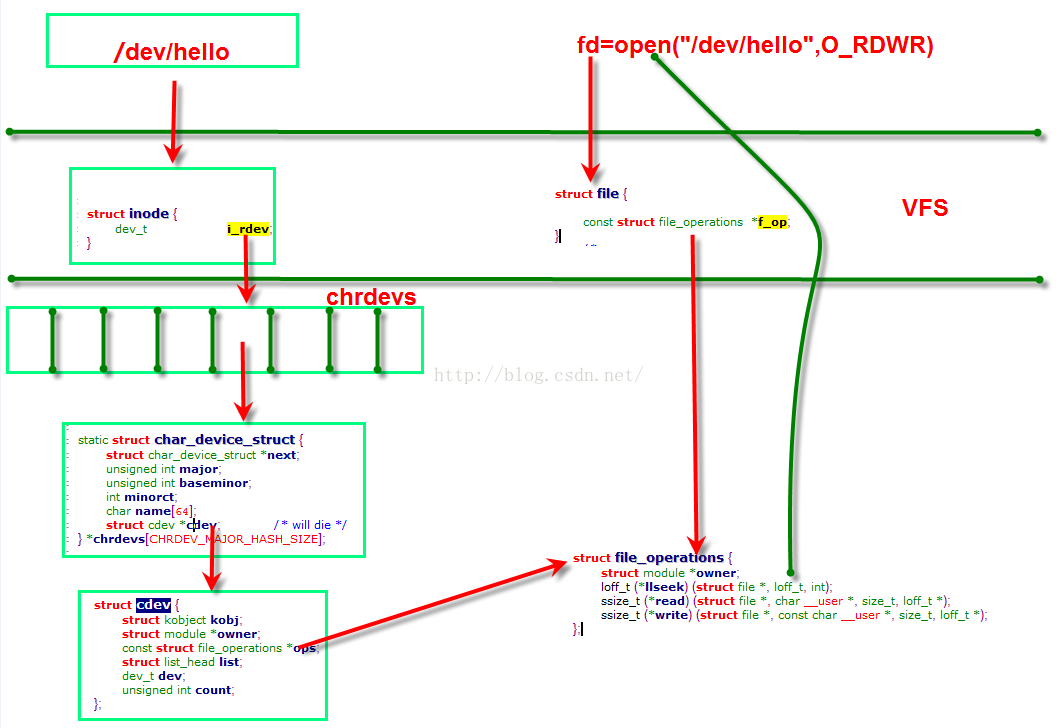 /dev/hello
fd=open("/dev/hello",O_RDWR)
struct inode {
dev_t i_rdev;
}
struct file {
const struct file_operations *f_op;
}
VFS
chrdevs
http://blog.csdn.net/
static struct char_device_struct {
struct char_device_struct *next;
unsigned int major;
unsigned int baseminor;
int minorct;
char name[64];
struct cdev *cdev; /* will die */
} *chrdevs[CHRDEV_MAJOR_HASH_SIZE];
struct cdev {
struct kobject kobj;
struct module *owner;
const struct file_operations *ops;
struct list_head list;
dev_t dev;
unsigned int count;
};
struct file_operations {
struct module *owner;
loff_t (*llseek) (struct file *, loff_t, int);
ssize_t (*read) (struct file *, char __user *, size_t, loff_t *);
ssize_t (*write) (struct file *, const char __user *, size_t, loff_t *);
};